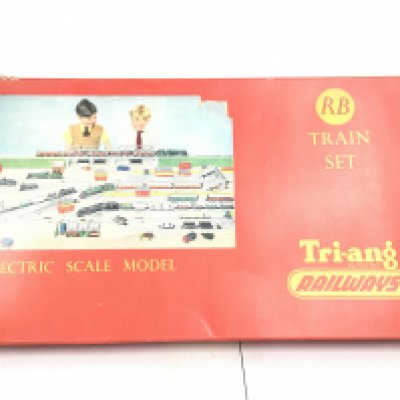 RB
TRAIN
SET
ECTRIC SCALE MODEL
Tri-ang
RAILWAYS